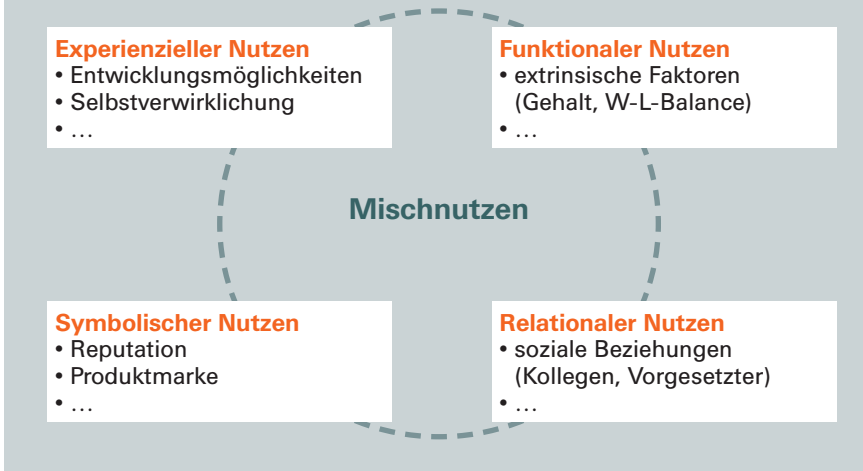 Experienzieller Nutzen
• Entwicklungsmöglichkeiten
• Selbstverwirklichung
• …
Funktionaler Nutzen
• extrinsische Faktoren
(Gehalt, W-L-Balance)
• …
Mischnutzen
Symbolischer Nutzen
• Reputation
• Produktmarke
• …
Relationaler Nutzen
• soziale Beziehungen
(Kollegen, Vorgesetzter)
• …